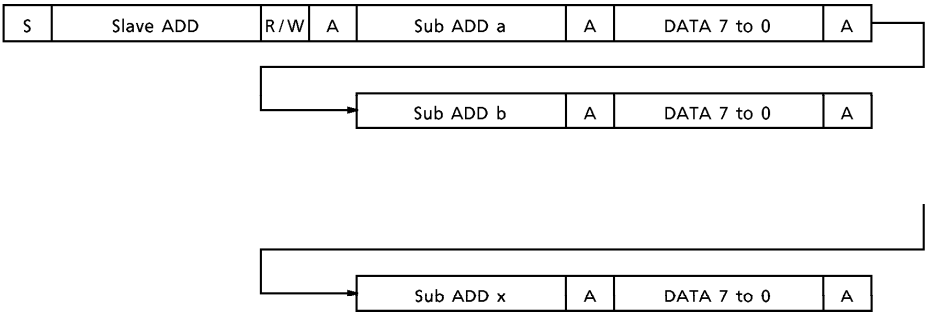 S Slave ADD R/W A Sub ADD a A DATA 7 to 0 A
Sub ADD b A DATA 7 to 0 A
Sub ADD x A DATA 7 to 0 A